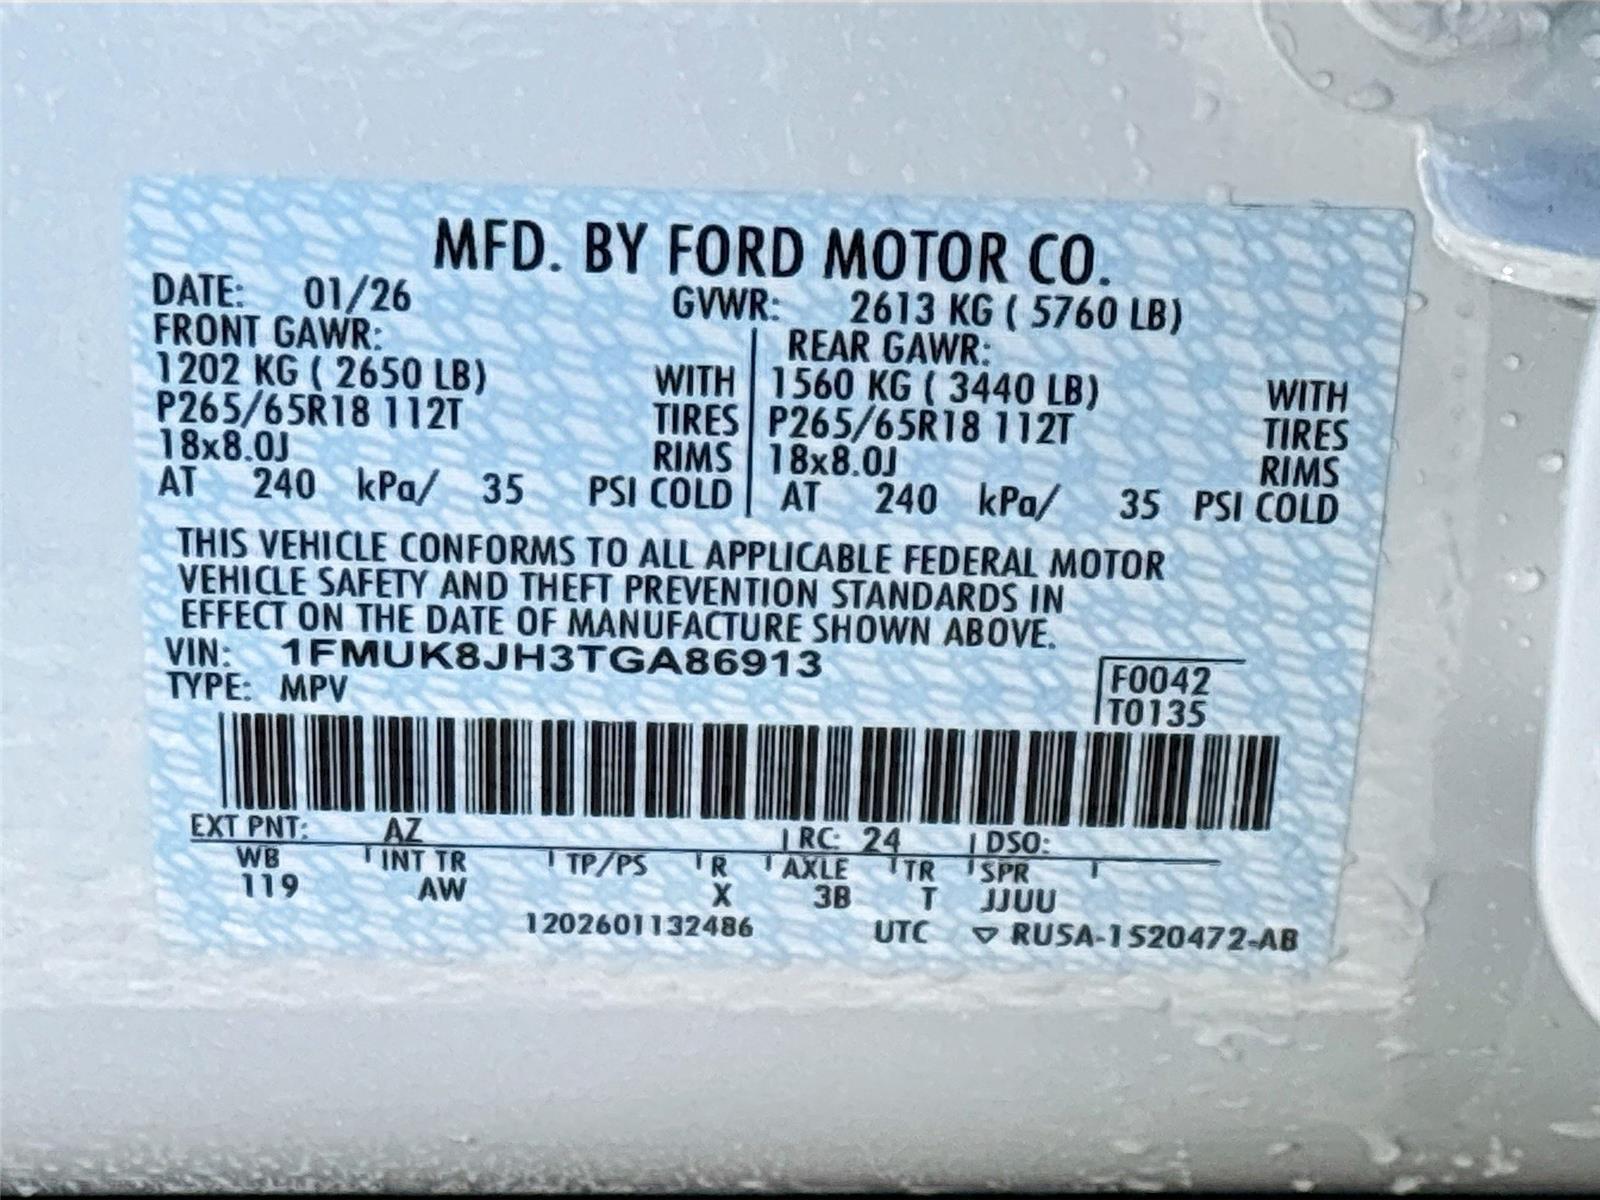 MFD. BY FORD MOTOR CO.
DATE: 01/26 GVWR: 2613 KG ( 5760 LB)
FRONT GAWR: REAR GAWR:
1202 KG ( 2650 LB) WITH 1560 KG ( 3440 LB) WITH
P265/65R18 112T TIRES P265/65R18 112T TIRES
18x8.0J RIMS 18x8.0J RIMS
AT 240 kPa/ 35 PSI COLD AT 240 kPa/ 35 PSI COLD
THIS VEHICLE CONFORMS TO ALL APPLICABLE FEDERAL MOTOR
VEHICLE SAFETY AND THEFT PREVENTION STANDARDS IN
EFFECT ON THE DATE OF MANUFACTURE SHOWN ABOVE.
VIN: 1FMUK8JH3TGA86913
TYPE: MPV
F0042
T0135
EXT PNT: AZ RC: 24 DSO:
WB INT TR TP/PS R AXLE TR SPR
119 AW X 3B T JJUU
1202601132486 UTC ▽ RU5A-1520472-AB